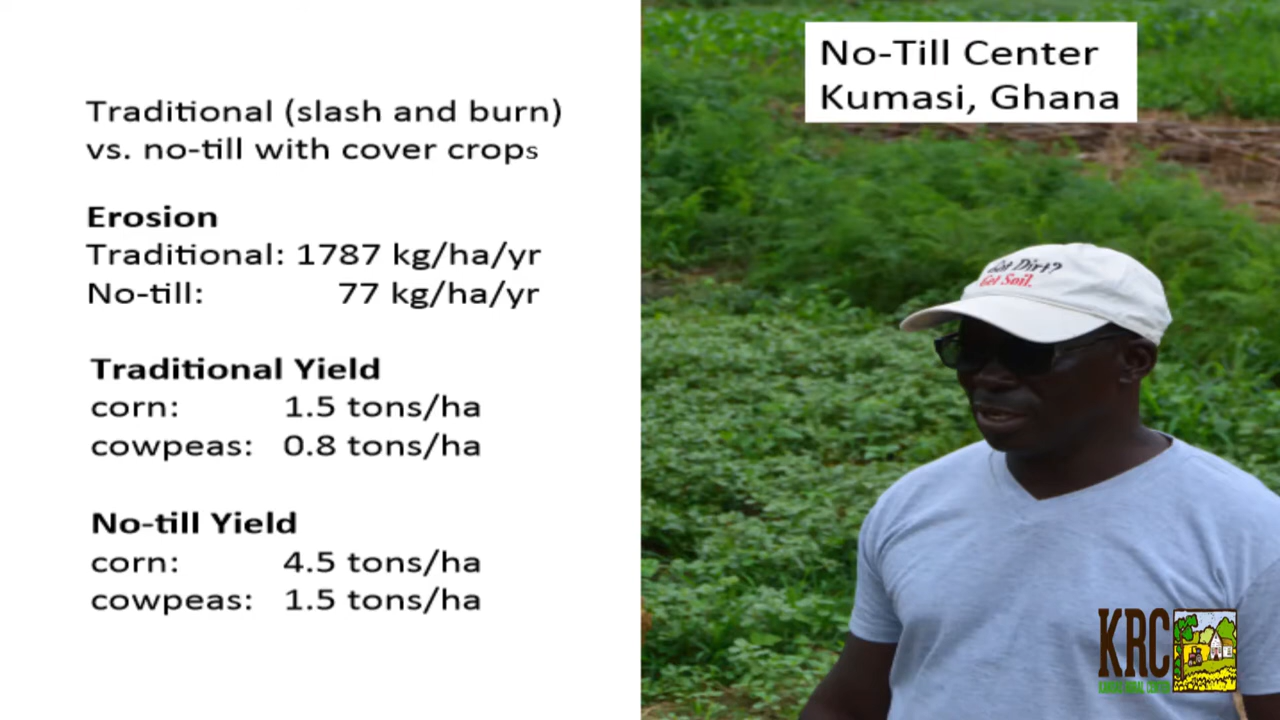 Traditional (slash and burn)
vs. no-till with cover crops
Erosion
Traditional: 1787 kg/ha/yr
No-till: 77 kg/ha/yr
Traditional Yield
corn: 1.5 tons/ha
cowpeas: 0.8 tons/ha
No-till Yield
corn: 4.5 tons/ha
cowpeas: 1.5 tons/ha
No-Till Center
Kumasi, Ghana
Got Dirt?
Get Soil.
KRC
KANSAS RURAL CENTER